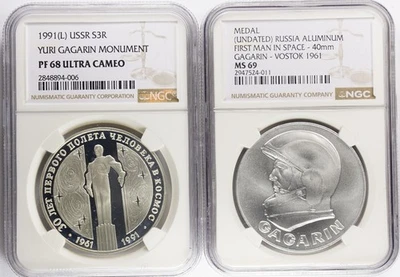 1991(L) USSR S3R
YURI GAGARIN MONUMENT
PF 68 ULTRA CAMEO
2848894-006
NUMISMATIC GUARANTY CORPORATION
NGC
30 ЛЕТ ПЕРВОГО ПОЛЕТА ЧЕЛОВЕКА В КОСМОС
1961
1991
MEDAL
(UNDATED) RUSSIA ALUMINUM
FIRST MAN IN SPACE - 40mm
GAGARIN - VOSTOK 1961
MS 69
2947524-011
NUMISMATIC GUARANTY COMPANY
NGC
GAGARIN